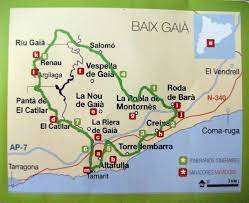 BAIX GAIÀ
Riu Gaià
Salomó
Renau
Vespella
de Gaià
Argilaga
El Vendrell
Roda de
Barà
Pantà de
El Catllar
La Nou
de Gaià
La Pobla de
Montornès
N-340
El Catllar
La Riera
Creixell
Coma-ruga
AP-7
Torredembarra
Tarragona
Altafulla
Tamarit